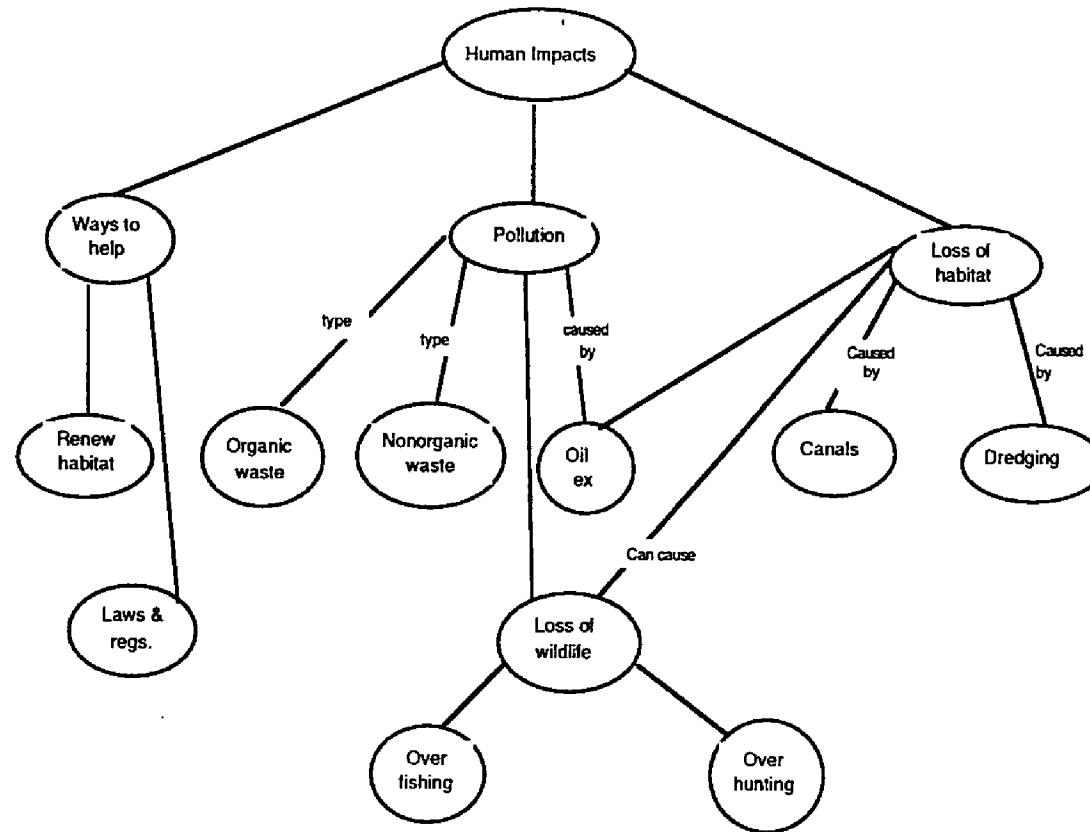 Human Impacts
Ways to
help
Pollution
Loss of
habitat
type
type
caused
by
Caused
by
Caused
by
Renew
habitat
Organic
waste
Nonorganic
waste
Oil
ex
Canals
Dredging
Can cause
Laws &
regs.
Loss of
wildlife
Over
fishing
Over
hunting